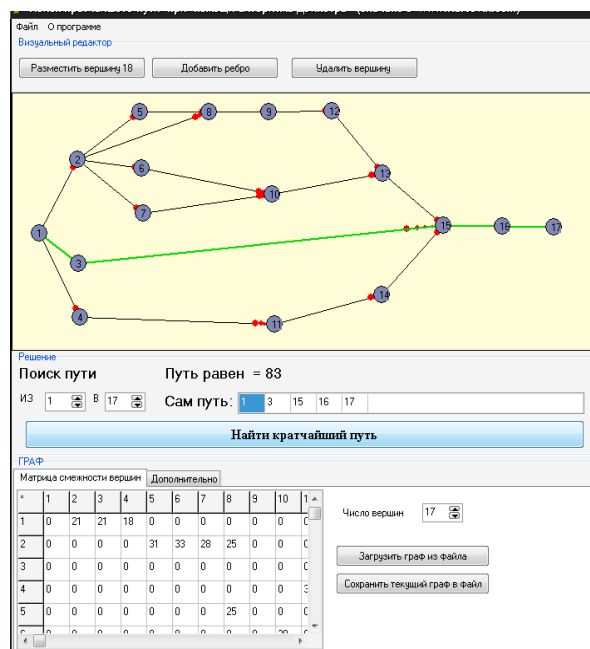 Файл О программе
Визуальный редактор
Разместить вершину 18 Добавить ребро Удалить вершину
5 8 9 12
2 6 13
10
7
1 15 16 17
3
14
4 11
Решение
Поиск пути Путь равен = 83
ИЗ 1 В 17 Сам путь: 1 3 15 16 17
Найти кратчайший путь
ГРАФ
Матрица смежности вершин Дополнительно
* 1 2 3 4 5 6 7 8 9 10
1 0 21 21 18 0 0 0 0 0 0
Число вершин 17
2 0 0 0 0 31 33 28 25 0 0
3 0 0 0 0 0 0 0 0 0 0
Загрузить граф из файла
4 0 0 0 0 0 0 0 0 0 0
Сохранить текущий граф в файл
5 0 0 0 0 0 0 0 25 0 0